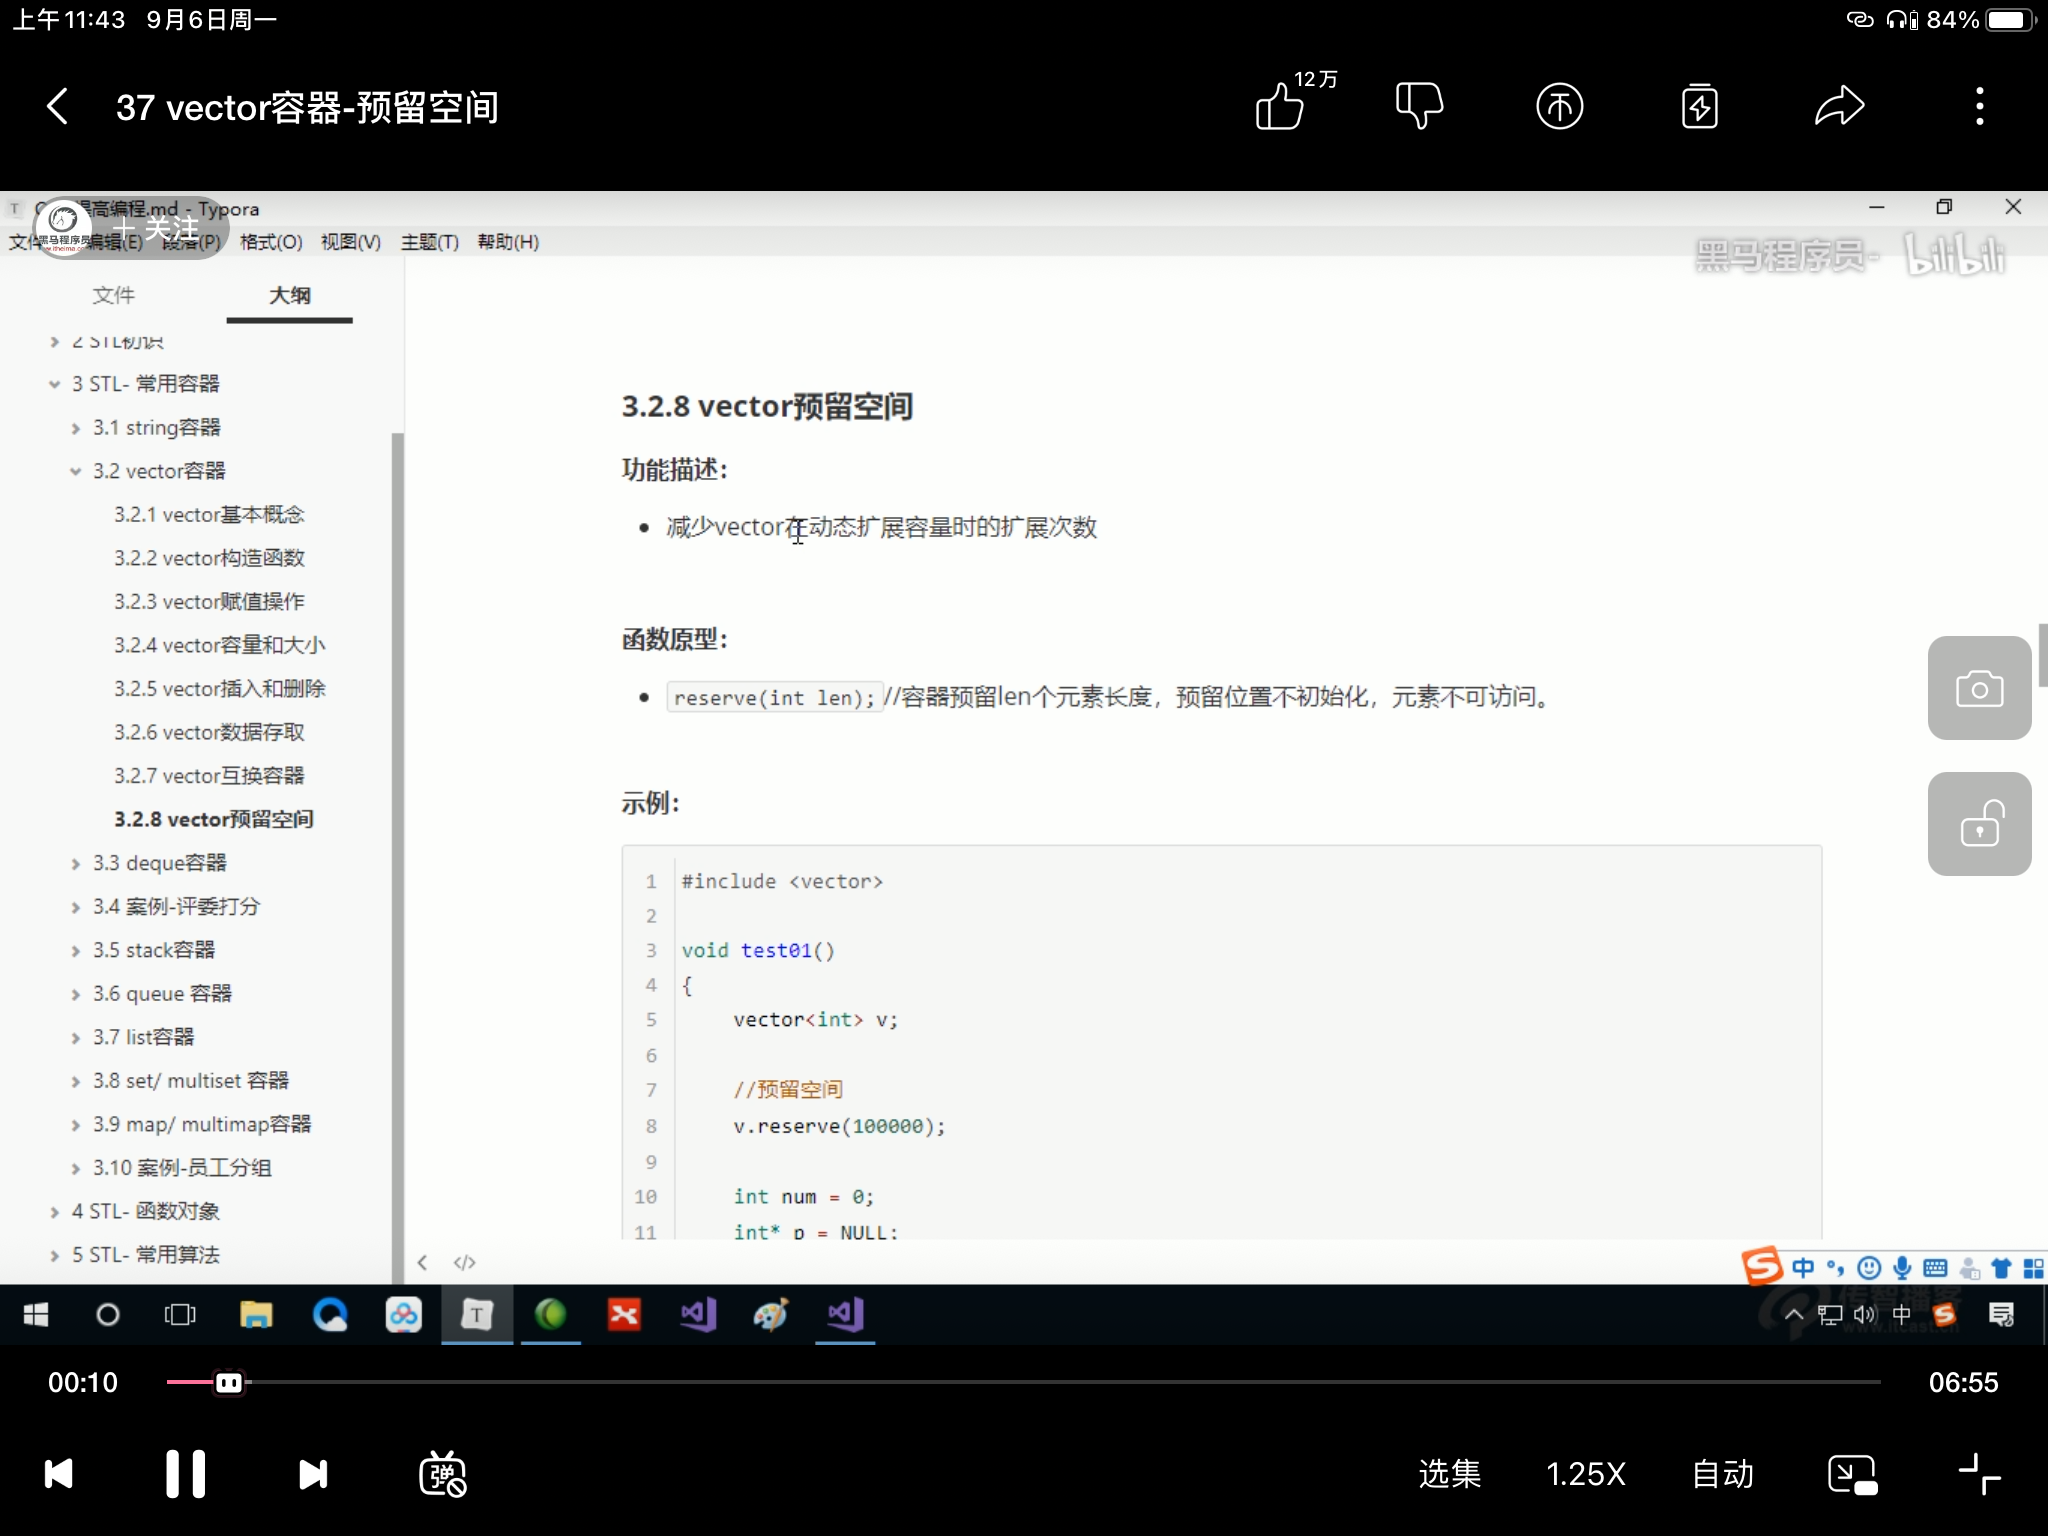 上午11:43 9月6日周一
84%
37 vector容器-预留空间
12万
提高编程.md - Typora
+ 关注
黑马程序员
编辑(E) 段落(P) 格式(O) 视图(V) 主题(T) 帮助(H)
黑马程序员- bilibili
文件 大纲
2 STL初识
3 STL- 常用容器
3.1 string容器
3.2 vector容器
3.2.1 vector基本概念
3.2.2 vector构造函数
3.2.3 vector赋值操作
3.2.4 vector容量和大小
3.2.5 vector插入和删除
3.2.6 vector数据存取
3.2.7 vector互换容器
3.2.8 vector预留空间
3.3 deque容器
3.4 案例-评委打分
3.5 stack容器
3.6 queue 容器
3.7 list容器
3.8 set/ multiset 容器
3.9 map/ multimap容器
3.10 案例-员工分组
4 STL- 函数对象
5 STL- 常用算法
3.2.8 vector预留空间
功能描述：
减少vector在动态扩展容量时的扩展次数
函数原型：
reserve(int len);//容器预留len个元素长度，预留位置不初始化，元素不可访问。
示例：
1 #include <vector>
2
3 void test01()
4 {
5 vector<int> v;
6
7 //预留空间
8 v.reserve(100000);
9
10 int num = 0;
11 int* p = NULL;
中
中
传智播客
www.itcast.cn
00:10 06:55
弹 选集 1.25X 自动